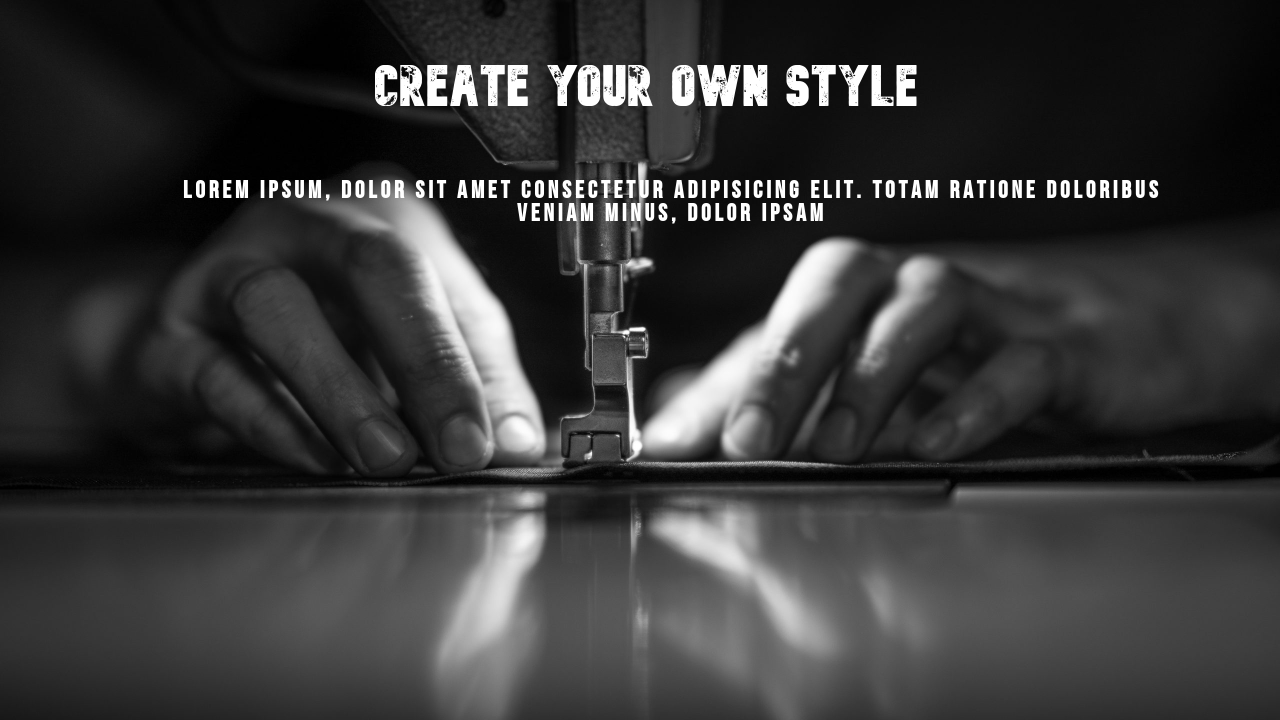 CREATE YOUR OWN STYLE
LOREM IPSUM, DOLOR SIT AMET CONSECTETUR ADIPISICING ELIT. TOTAM RATIONE DOLORIBUS
VENIAM MINUS, DOLOR IPSAM